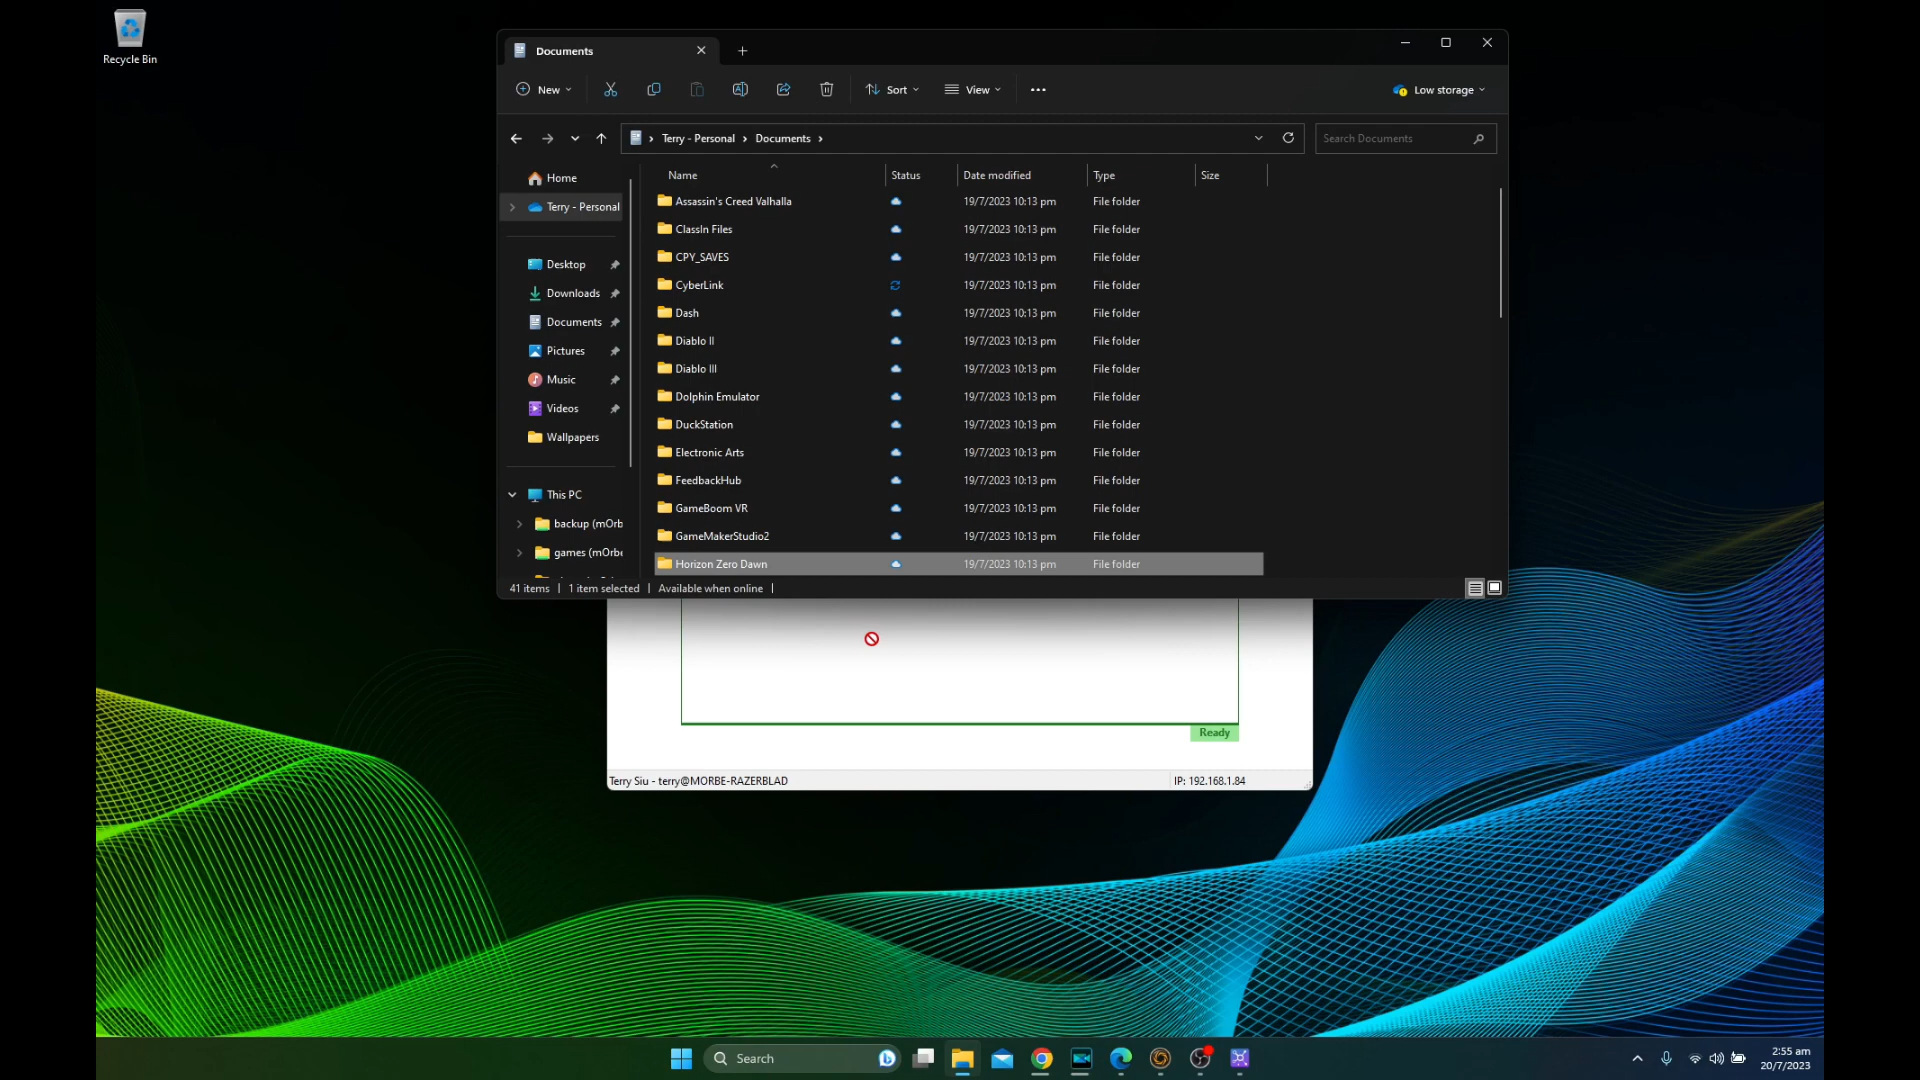 Recycle Bin
Documents
New
Sort
View
Low storage
Terry - Personal
Documents
Search Documents
Home
Terry - Personal
Desktop
Downloads
Documents
Pictures
Music
Videos
Wallpapers
This PC
backup (mOrb
games (mOrbe
Name Status Date modified Type Size
Assassin's Creed Valhalla 19/7/2023 10:13 pm File folder
ClassIn Files 19/7/2023 10:13 pm File folder
CPY_SAVES 19/7/2023 10:13 pm File folder
CyberLink 19/7/2023 10:13 pm File folder
Dash 19/7/2023 10:13 pm File folder
Diablo II 19/7/2023 10:13 pm File folder
Diablo III 19/7/2023 10:13 pm File folder
Dolphin Emulator 19/7/2023 10:13 pm File folder
DuckStation 19/7/2023 10:13 pm File folder
Electronic Arts 19/7/2023 10:13 pm File folder
FeedbackHub 19/7/2023 10:13 pm File folder
GameBoom VR 19/7/2023 10:13 pm File folder
GameMakerStudio2 19/7/2023 10:13 pm File folder
Horizon Zero Dawn 19/7/2023 10:13 pm File folder
41 items 1 item selected Available when online
Ready
Terry Siu - terry@MORBE-RAZERBLAD IP: 192.168.1.84
Search
2:55 am
20/7/2023